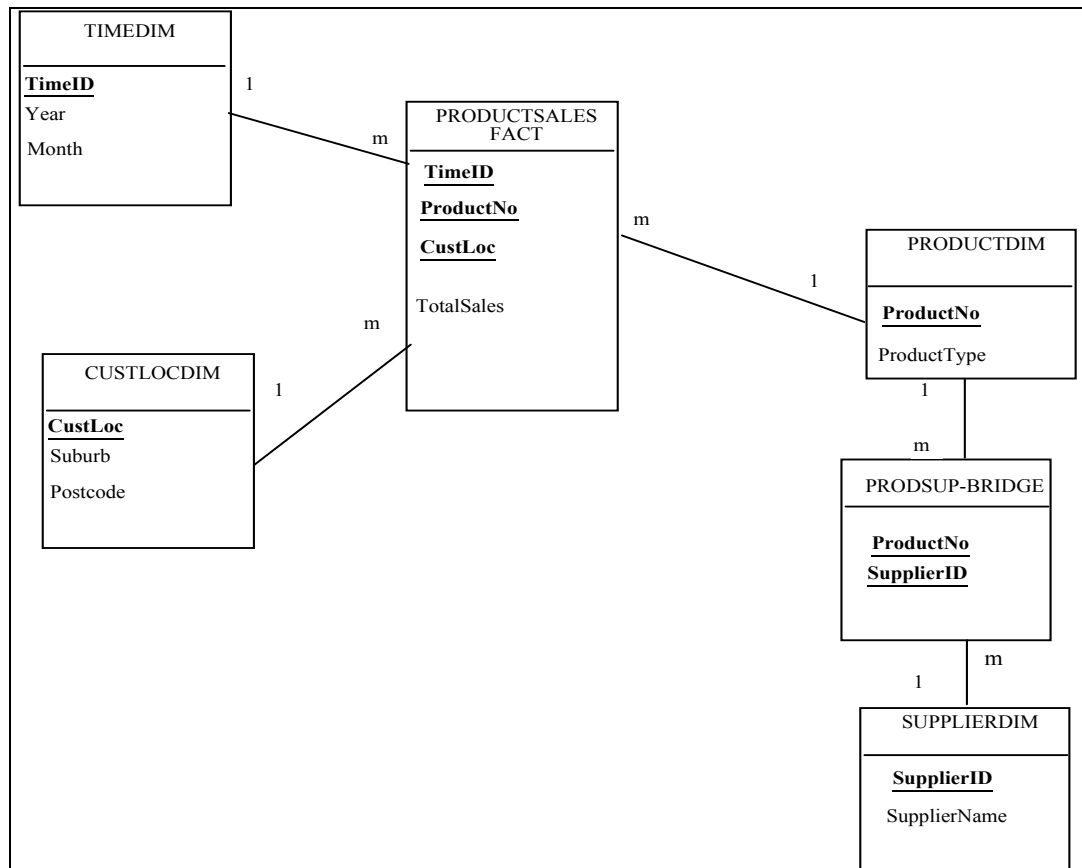 TIMEDIM
TimeID
Year
Month
1
m
PRODUCTSALES
FACT
TimeID
ProductNo
CustLoc
TotalSales
m
1
PRODUCTDIM
ProductNo
ProductType
m
1
CUSTLOCDIM
CustLoc
Suburb
Postcode
1
m
PRODSUP-BRIDGE
ProductNo
SupplierID
m
1
SUPPLIERDIM
SupplierID
SupplierName